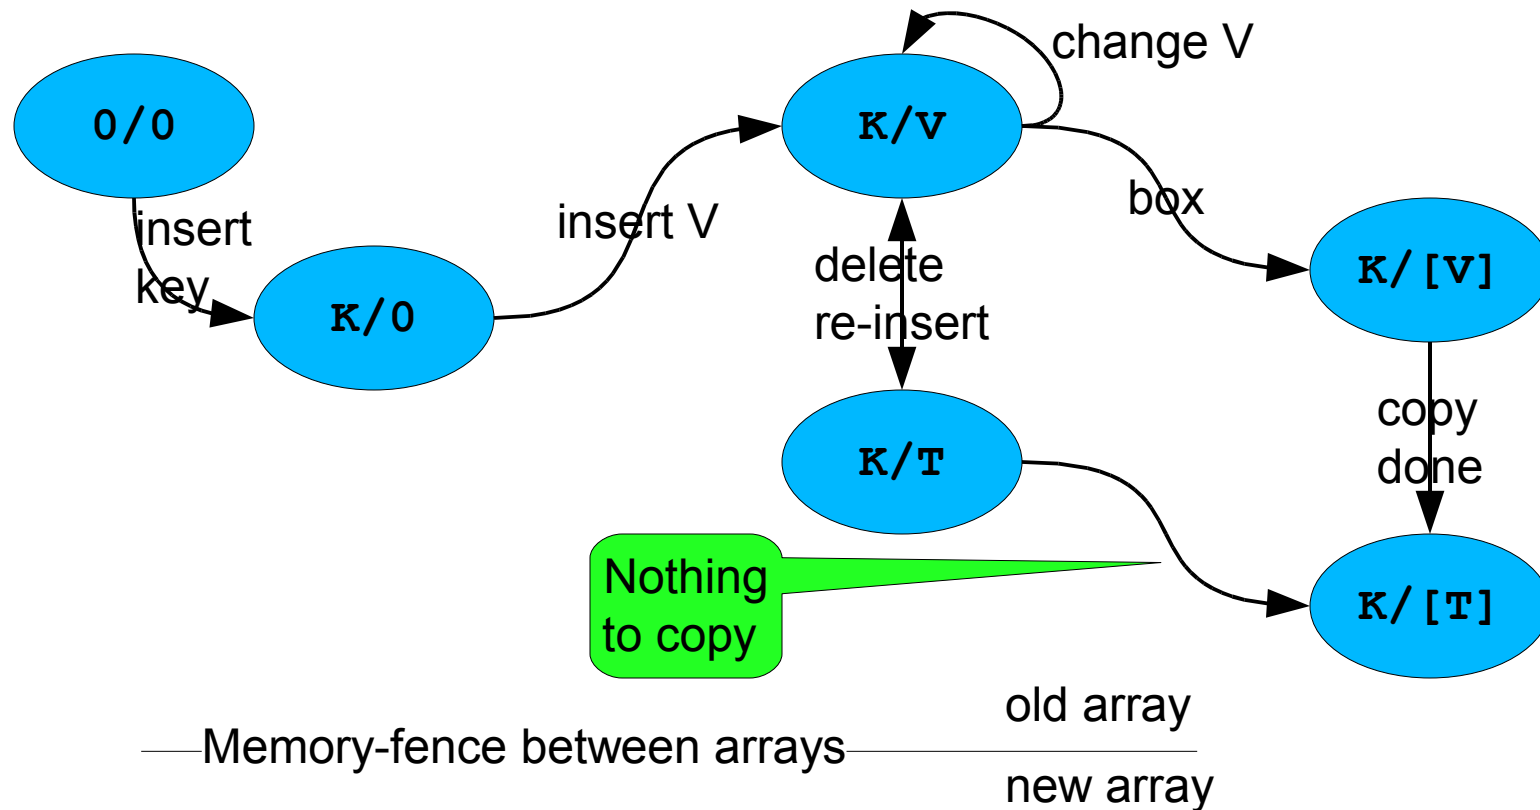 change V
0/0
K/V
insert
key
insert V
box
delete
re-insert
K/[V]
K/0
copy
done
K/T
Nothing
to copy
K/[T]
old array
Memory-fence between arrays
new array